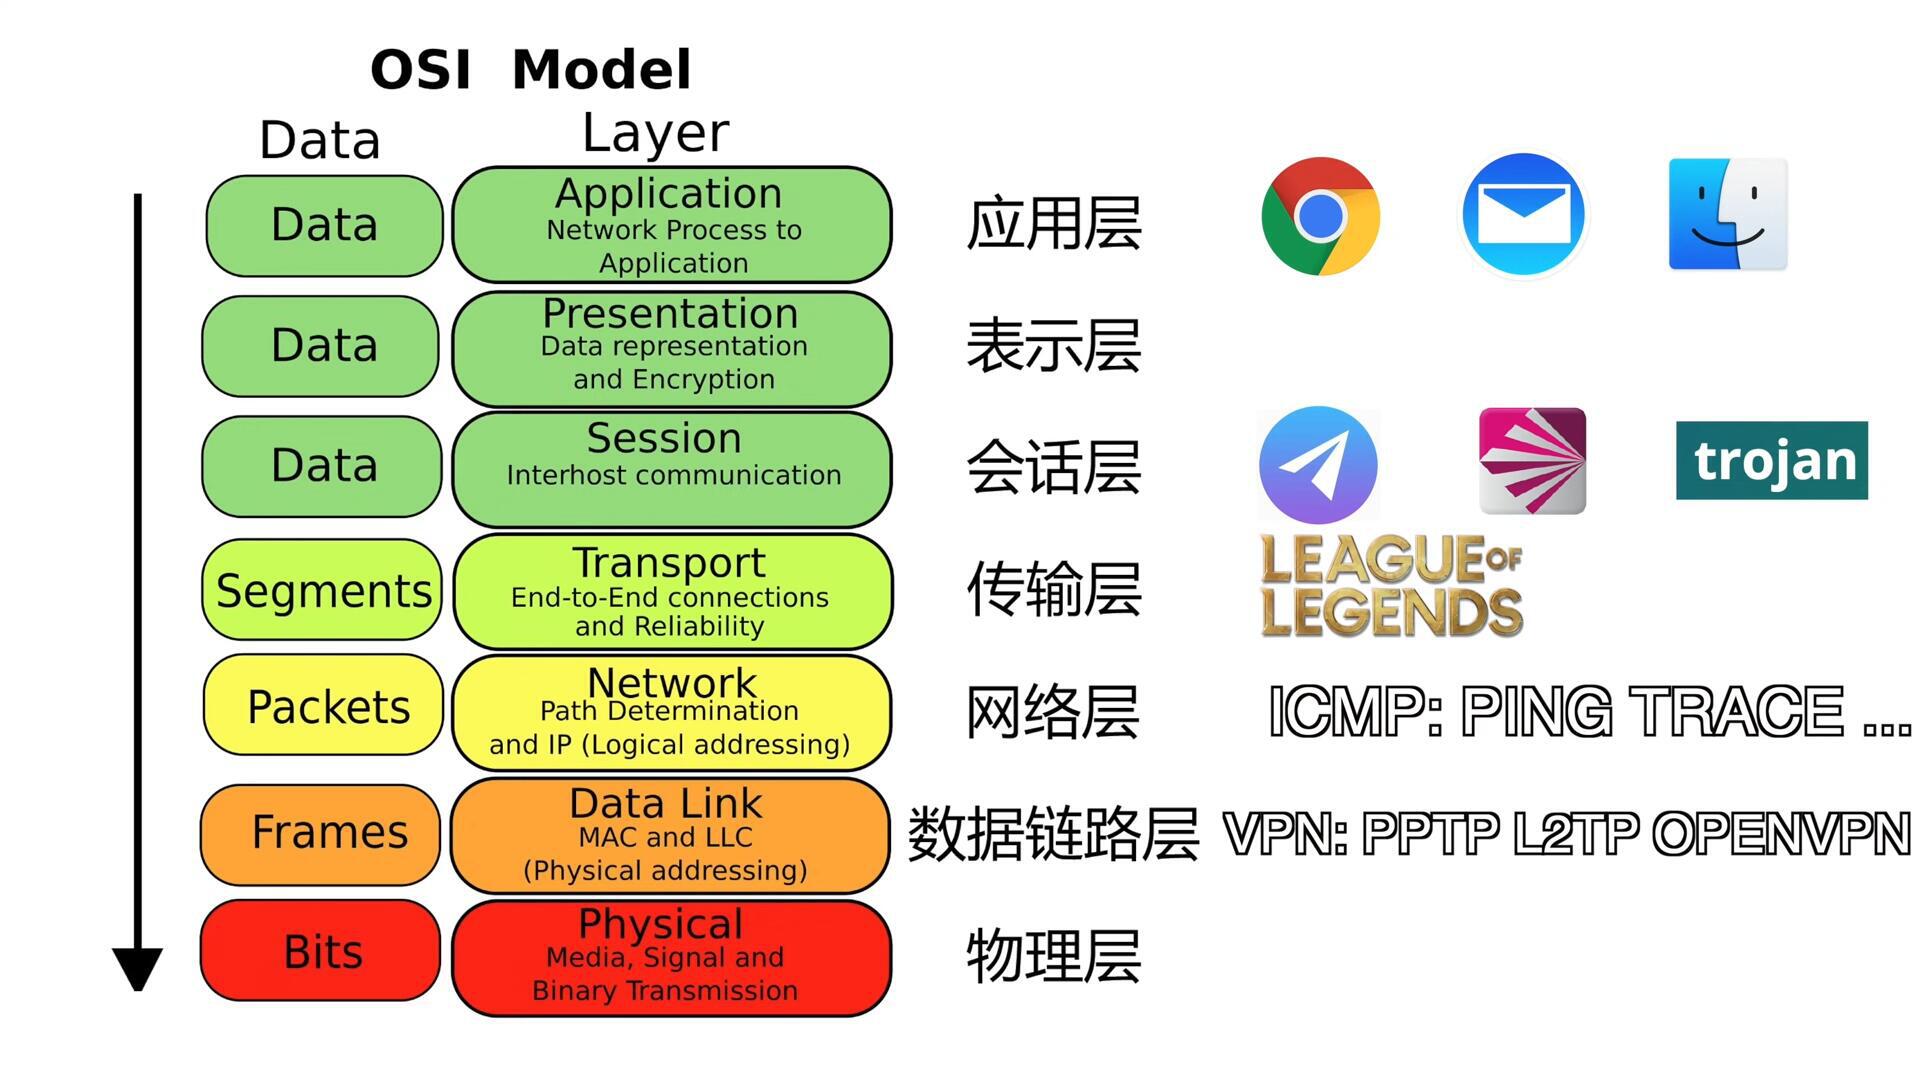 OSI Model
Data
Layer
Data
Application
Network Process to
Application
应用层
Data
Presentation
Data representation
and Encryption
表示层
Data
Session
Interhost communication
会话层
trojan
Segments
Transport
End-to-End connections
and Reliability
传输层
LEAGUE OF
LEGENDS
Packets
Network
Path Determination
and IP (Logical addressing)
网络层
ICMP: PING TRACE ...
Frames
Data Link
MAC and LLC
(Physical addressing)
数据链路层
VPN: PPTP L2TP OPENVPN
Bits
Physical
Media, Signal and
Binary Transmission
物理层